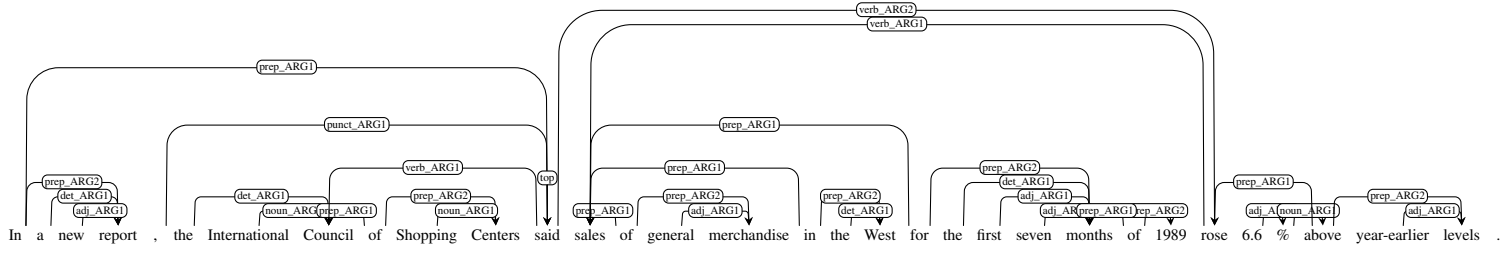 verb_ARG2
verb_ARG1
prep_ARG1
punct_ARG1 prep_ARG1
verb_ARG1 prep_ARG1 prep_ARG2
top
prep_ARG2 det_ARG1 prep_ARG1
det_ARG1 det_ARG1 prep_ARG2 prep_ARG2 prep_ARG2 adj_ARG1 prep_ARG2
adj_ARG1 prep_ARG1 noun_ARG1 prep_ARG1 adj_ARG1 det_ARG1 prep_ARG1 noun_ARG1 adj_ARG1
In a new report , the International Council of Shopping Centers said sales of general merchandise in the West for the first seven months of 1989 rose 6.6 % above year-earlier levels .